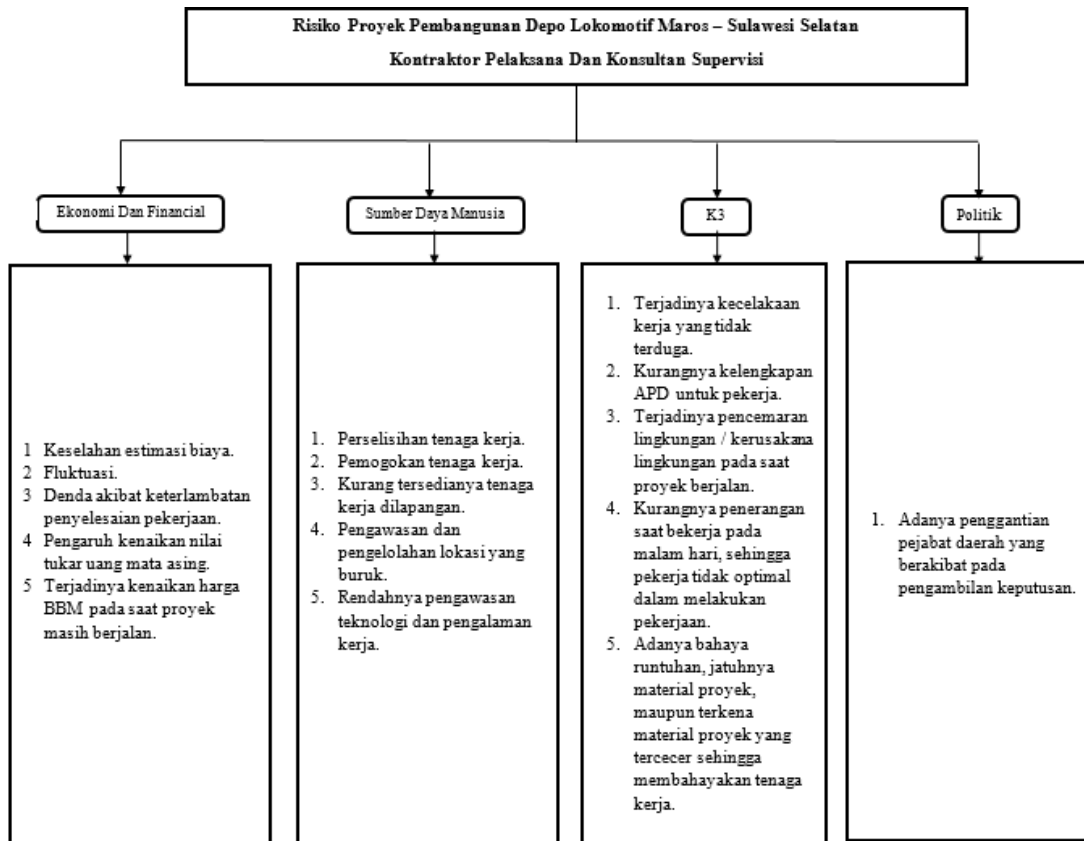 Risiko Proyek Pembangunan Depo Lokomotif Maros – Sulawesi Selatan
Kontraktor Pelaksana Dan Konsultan Supervisi
Ekonomi Dan Financial
Sumber Daya Manusia
K3
Politik
1 Keselahan estimasi biaya.
2 Fluktuasi.
3 Denda akibat keterlambatan
penyelesaian pekerjaan.
4 Pengaruh kenaikan nilai
tukar uang mata asing.
5 Terjadinya kenaikan harga
BBM pada saat proyek
masih berjalan.
1. Perselisihan tenaga kerja.
2. Pemogokan tenaga kerja.
3. Kurang tersedianya tenaga
kerja dilapangan.
4. Pengawasan dan
pengelolahan lokasi yang
buruk.
5. Rendahnya pengawasan
teknologi dan pengalaman
kerja.
1. Terjadinya kecelakaan
kerja yang tidak
terduga.
2. Kurangnya kelengkapan
APD untuk pekerja.
3. Terjadinya pencemaran
lingkungan / kerusakana
lingkungan pada saat
proyek berjalan.
4. Kurangnya penerangan
saat bekerja pada
malam hari, sehingga
pekerja tidak optimal
dalam melakukan
pekerjaan.
5. Adanya bahaya
runtuhan, jatuhnya
material proyek,
maupun terkena
material proyek yang
tercecer sehingga
membahayakan tenaga
kerja.
1. Adanya penggantian
pejabat daerah yang
berakibat pada
pengambilan keputusan.